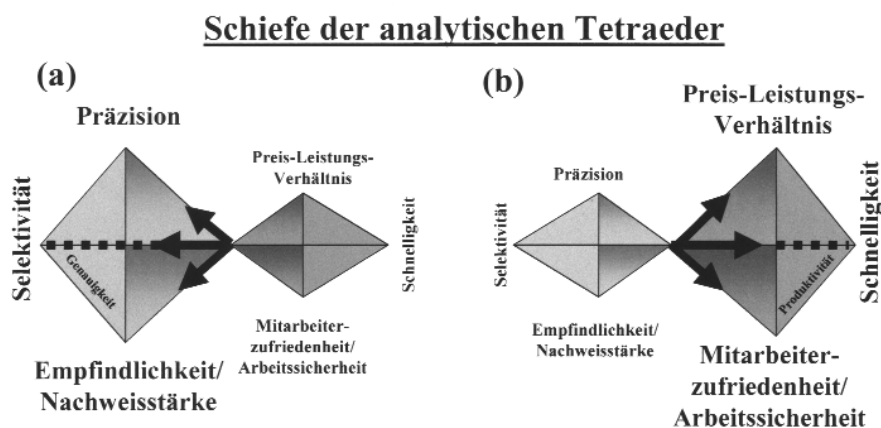 Schiefe der analytischen Tetraeder
(a)
Präzision
Preis-Leistungs-
Verhältnis
Selektivität
Genauigkeit
Schnelligkeit
Empfindlichkeit/
Nachweisstärke
Mitarbeiter-
zufriedenheit/
Arbeitssicherheit
(b)
Präzision
Preis-Leistungs-
Verhältnis
Selektivität
Produktivität
Schnelligkeit
Empfindlichkeit/
Nachweisstärke
Mitarbeiter-
zufriedenheit/
Arbeitssicherheit